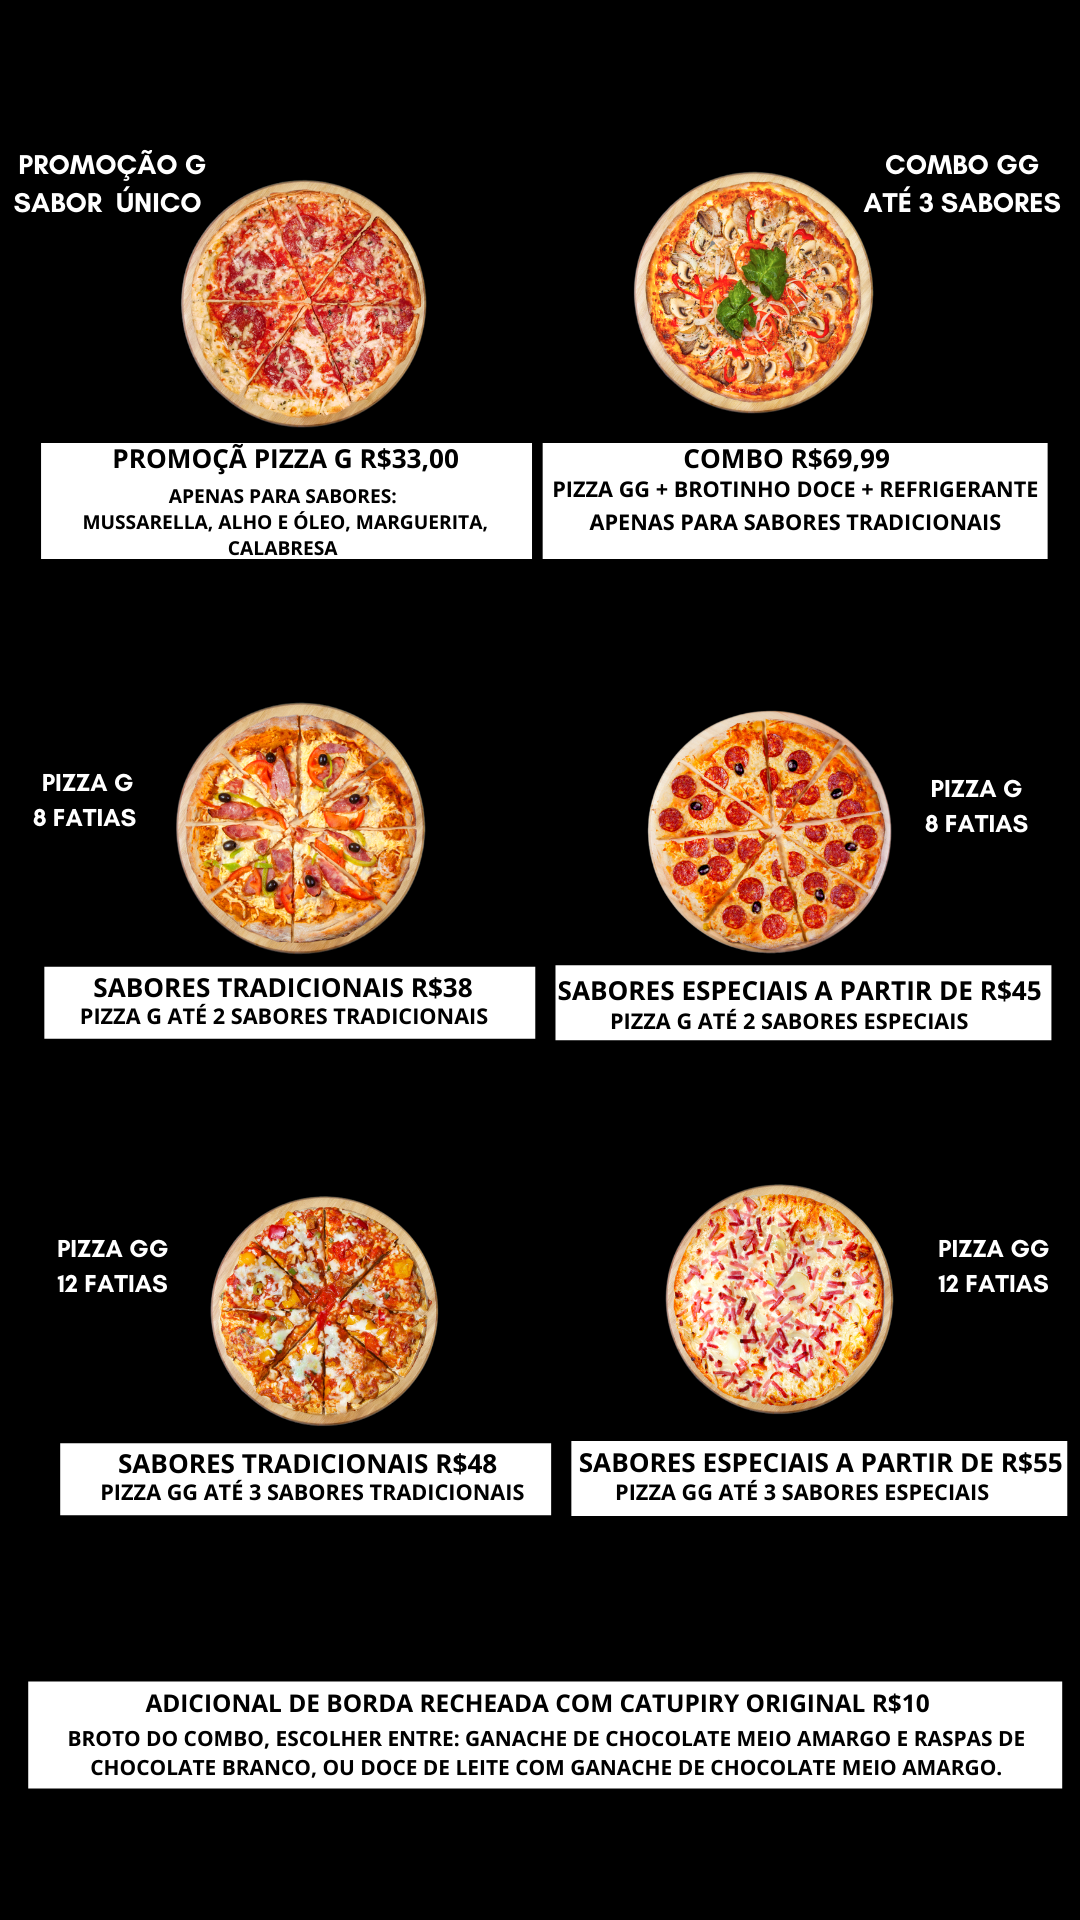 PROMOÇÃO G
SABOR ÚNICO
COMBO GG
ATÉ 3 SABORES
PROMOÇÃ PIZZA G R$33,00
APENAS PARA SABORES:
MUSSARELLA, ALHO E ÓLEO, MARGUERITA,
CALABRESA
COMBO R$69,99
PIZZA GG + BROTINHO DOCE + REFRIGERANTE
APENAS PARA SABORES TRADICIONAIS
PIZZA G
8 FATIAS
PIZZA G
8 FATIAS
SABORES TRADICIONAIS R$38
PIZZA G ATÉ 2 SABORES TRADICIONAIS
SABORES ESPECIAIS A PARTIR DE R$45
PIZZA G ATÉ 2 SABORES ESPECIAIS
PIZZA GG
12 FATIAS
PIZZA GG
12 FATIAS
SABORES TRADICIONAIS R$48
PIZZA GG ATÉ 3 SABORES TRADICIONAIS
SABORES ESPECIAIS A PARTIR DE R$55
PIZZA GG ATÉ 3 SABORES ESPECIAIS
ADICIONAL DE BORDA RECHEADA COM CATUPIRY ORIGINAL R$10
BROTO DO COMBO, ESCOLHER ENTRE: GANACHE DE CHOCOLATE MEIO AMARGO E RASPAS DE
CHOCOLATE BRANCO, OU DOCE DE LEITE COM GANACHE DE CHOCOLATE MEIO AMARGO.